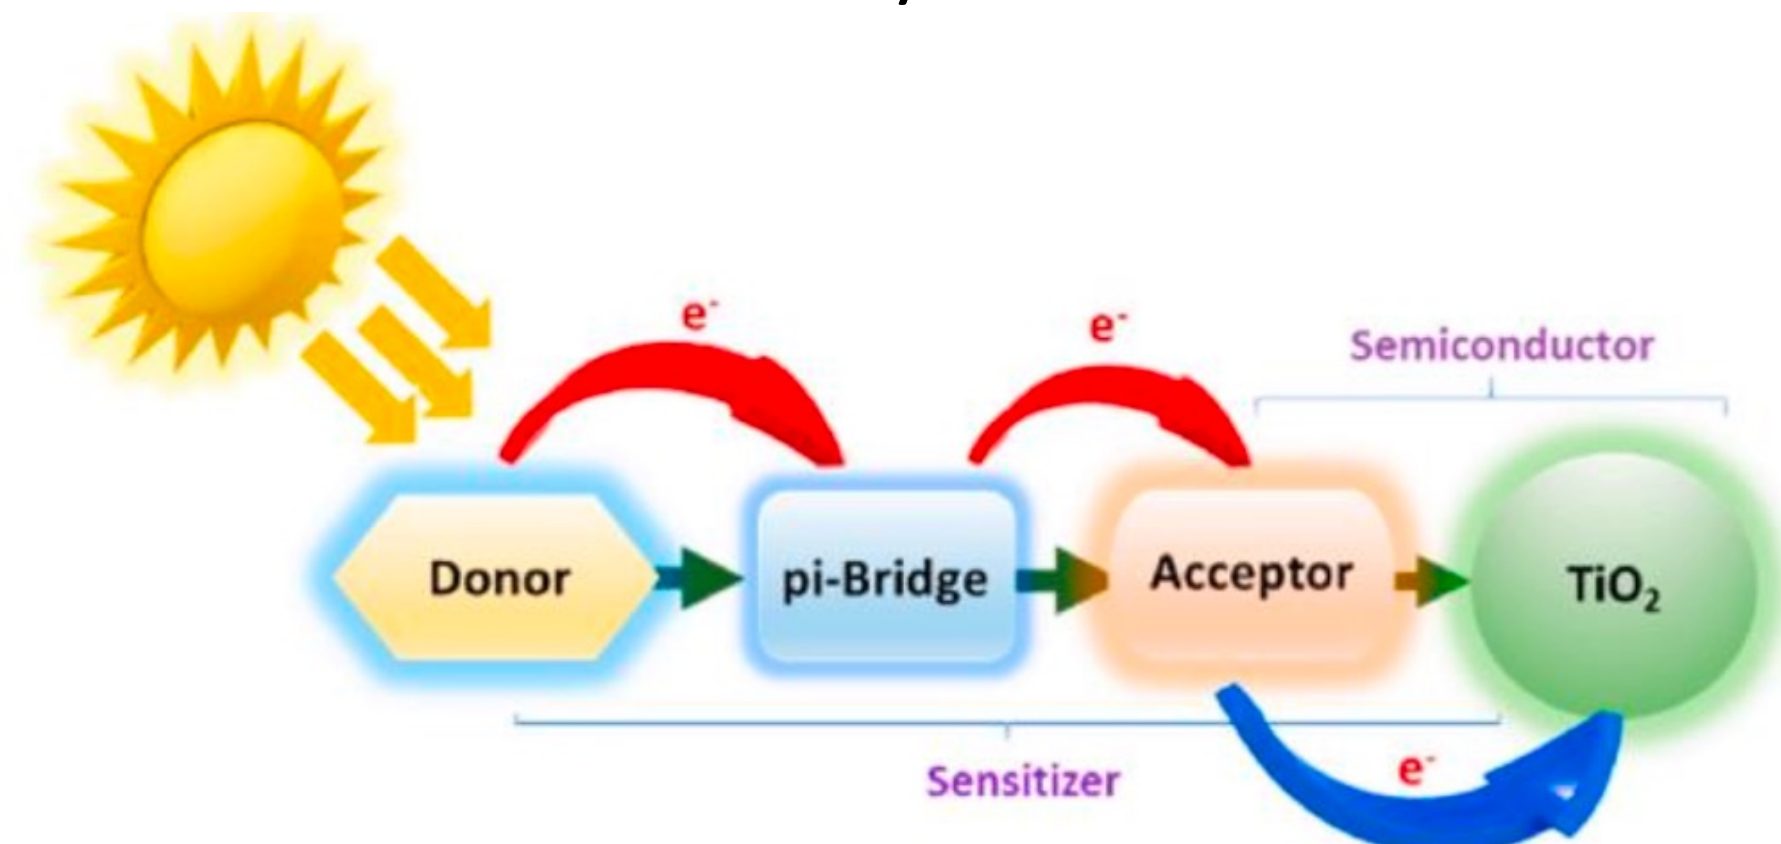 e⁻
e⁻
Semiconductor
Donor
pi-Bridge
Acceptor
TiO₂
Sensitizer
e⁻